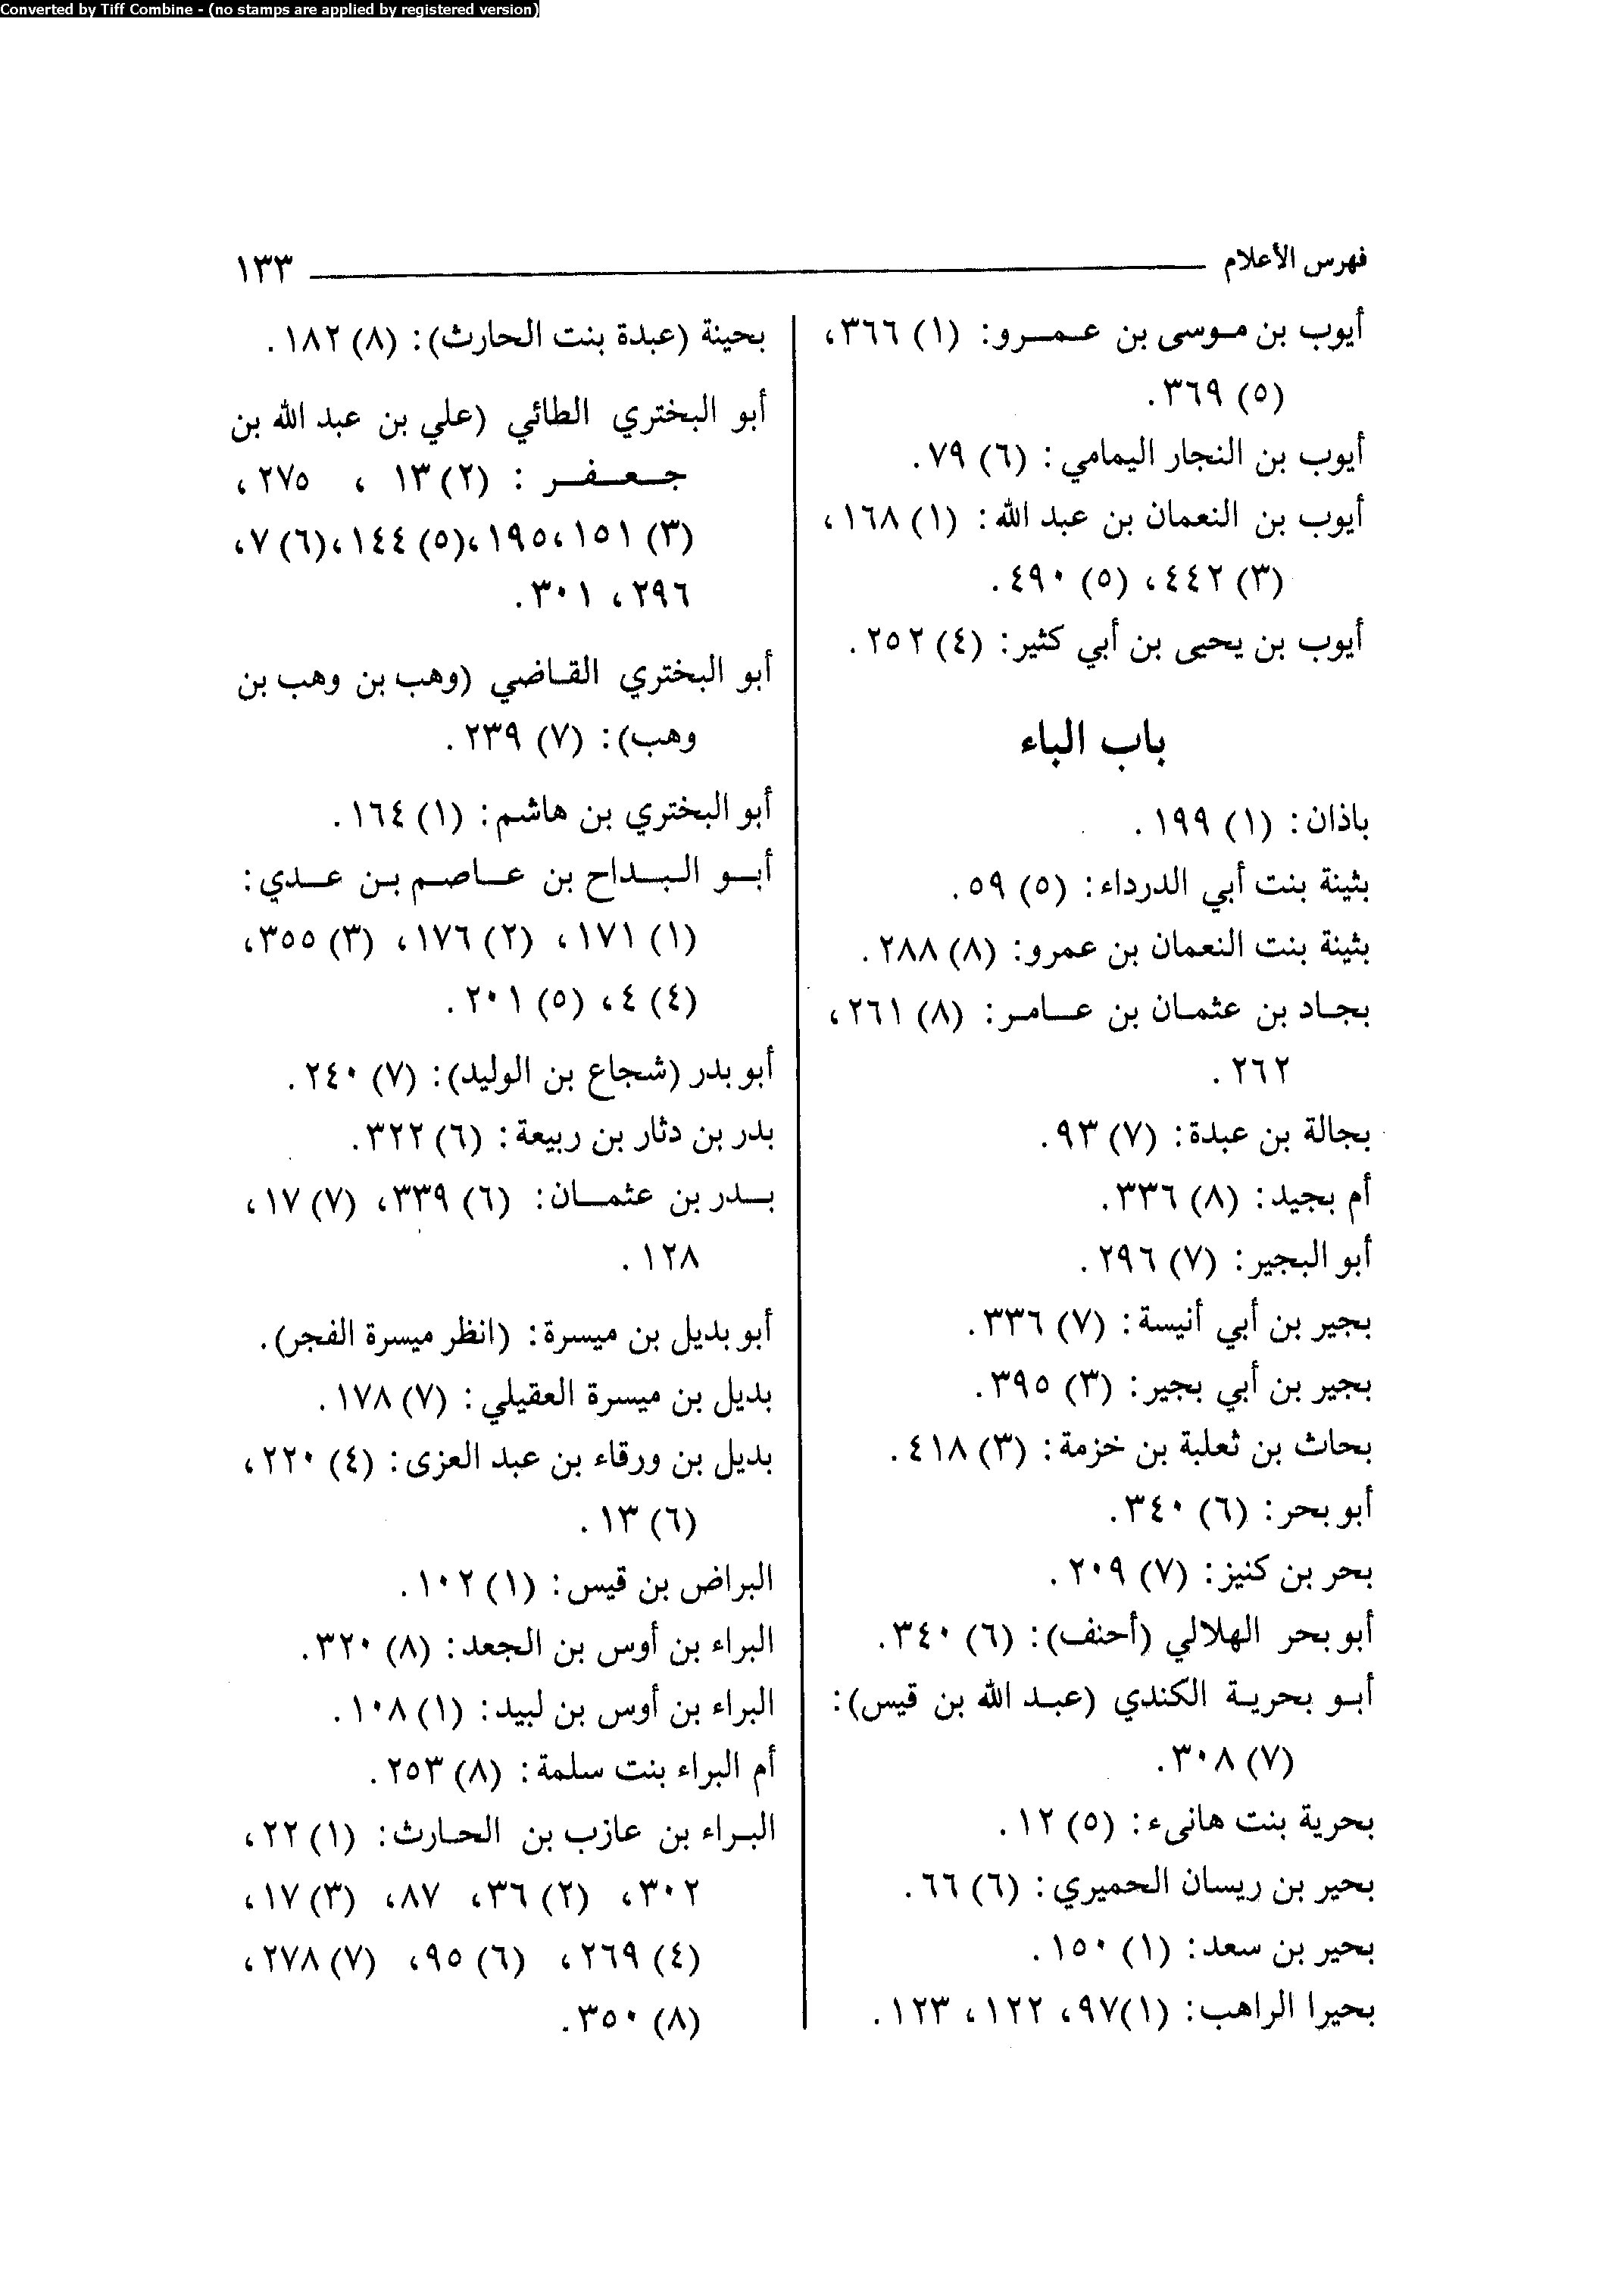 Converted by Tiff Combine - (no stamps are applied by registered version)
فهرس الأعلام ١٣٣
أيوب بن موسى بن عمرو: (١) ٣٦٦،
(٥) ٣٦٩.
أيوب بن النجار اليمامي: (٦) ٧٩.
أيوب بن النعمان بن عبد الله: (١) ١٦٨،
(٣) ٤٤٢، (٥) ٤٩٠.
أيوب بن يحيى بن أبي كثير: (٤) ٢٥٢.
باب الباء
باذان: (١) ١٩٩.
بثينة بنت أبي الدرداء: (٥) ٥٩.
بثينة بنت النعمان بن عمرو: (٨) ٢٨٨.
بجاد بن عثمان بن عامر: (٨) ٢٦١،
٢٦٢.
بجالة بن عبدة: (٧) ٩٣.
أم بجيد: (٨) ٣٣٦.
أبو البجير: (٧) ٢٩٦.
بجير بن أبي أنيسة: (٧) ٣٣٦.
بجير بن أبي بجير: (٣) ٣٩٥.
بحاث بن ثعلبة بن خزمة: (٣) ٤١٨.
أبو بحر: (٦) ٣٤٠.
بحر بن كنيز: (٧) ٢٠٩.
أبو بحر الهلالي (أحنف): (٦) ٣٤٠.
أبو بحرية الكندي (عبد الله بن قيس):
(٧) ٣٠٨.
بحرية بنت هانىء: (٥) ١٢.
بحير بن ريسان الحميري: (٦) ٦٦.
بحير بن سعد: (١) ١٥٠.
بحيرا الراهب: (١) ٩٧، ١٢٢، ١٢٣.
بحينة (عبدة بنت الحارث): (٨) ١٨٢.
أبو البختري الطائي (علي بن عبد الله بن
جعفر: (٢) ١٣، ٢٧٥،
(٣) ١٥١، ١٩٥، (٥) ١٤٤، (٦) ٧،
٢٩٦، ٣٠١.
أبو البختري القاضي (وهب بن وهب بن
وهب): (٧) ٢٣٩.
أبو البختري بن هاشم: (١) ١٦٤.
أبو البداح بن عاصم بن عدي:
(١) ١٧١، (٢) ١٧٦، (٣) ٣٥٥،
(٤) ٤، (٥) ٢٠١.
أبو بدر (شجاع بن الوليد): (٧) ٢٤٠.
بدر بن دثار بن ربيعة: (٦) ٣٢٢.
بدر بن عثمان: (٦) ٣٣٩، (٧) ١٧،
١٢٨.
أبو بديل بن ميسرة: (انظر ميسرة الفجر).
بديل بن ميسرة العقيلي: (٧) ١٧٨.
بديل بن ورقاء بن عبد العزى: (٤) ٢٢٠،
(٦) ١٣.
البراض بن قيس: (١) ١٠٢.
البراء بن أوس بن الجعد: (٨) ٣٢٠.
البراء بن أوس بن لبيد: (١) ١٠٨.
أم البراء بنت سلمة: (٨) ٢٥٣.
البراء بن عازب بن الحارث: (١) ٢٢،
٣٠٢، (٢) ٣٦، ٨٧، (٣) ١٧،
(٤) ٢٦٩، (٦) ٩٥، (٧) ٢٧٨،
(٨) ٣٥٠.